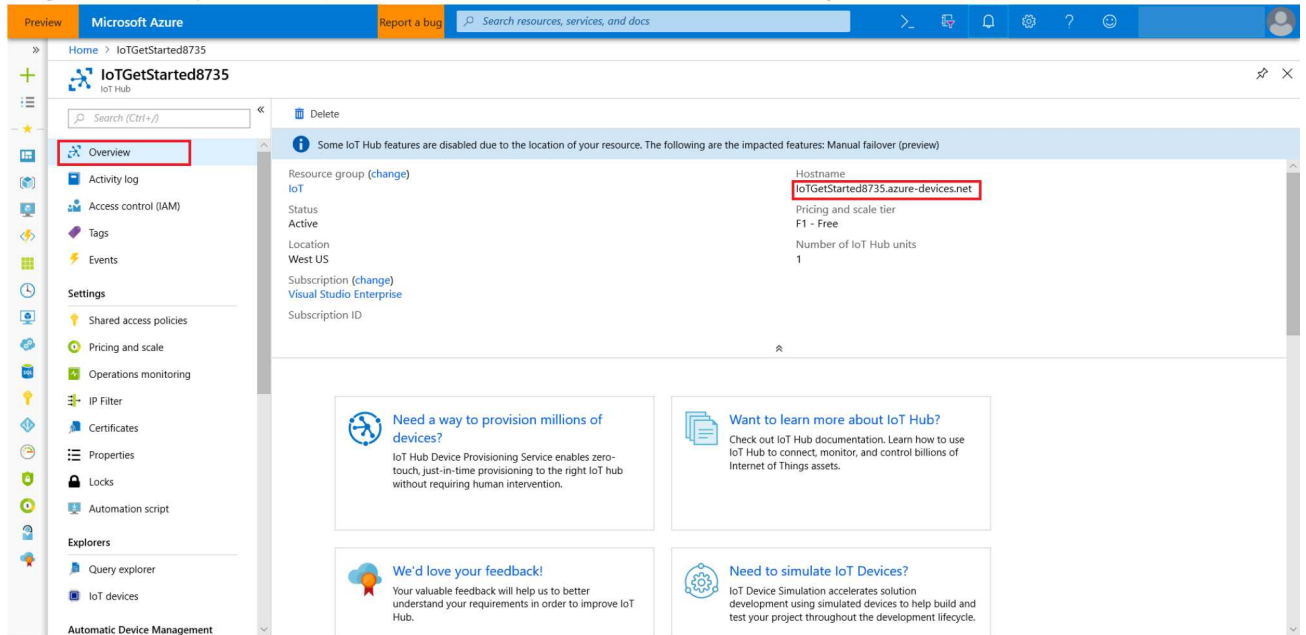 Preview
Microsoft Azure
Report a bug
Search resources, services, and docs
Home > IoTGetStarted8735
IoTGetStarted8735
IoT Hub
Search (Ctrl+/)
Overview
Activity log
Access control (IAM)
Tags
Events
Settings
Shared access policies
Pricing and scale
Operations monitoring
IP Filter
Certificates
Properties
Locks
Automation script
Explorers
Query explorer
IoT devices
Automatic Device Management
Delete
Some IoT Hub features are disabled due to the location of your resource. The following are the impacted features: Manual failover (preview)
Resource group (change)
IoT
Status
Active
Location
West US
Subscription (change)
Visual Studio Enterprise
Subscription ID
Hostname
IoTGetStarted8735.azure-devices.net
Pricing and scale tier
F1 - Free
Number of IoT Hub units
1
Need a way to provision millions of
devices?
IoT Hub Device Provisioning Service enables zero-
touch, just-in-time provisioning to the right IoT hub
without requiring human intervention.
Want to learn more about IoT Hub?
Check out IoT Hub documentation. Learn how to use
IoT Hub to connect, monitor, and control billions of
Internet of Things assets.
We'd love your feedback!
Your valuable feedback will help us to better
understand your requirements in order to improve IoT
Hub.
Need to simulate IoT Devices?
IoT Device Simulation accelerates solution
development using simulated devices to help build and
test your project throughout the development lifecycle.